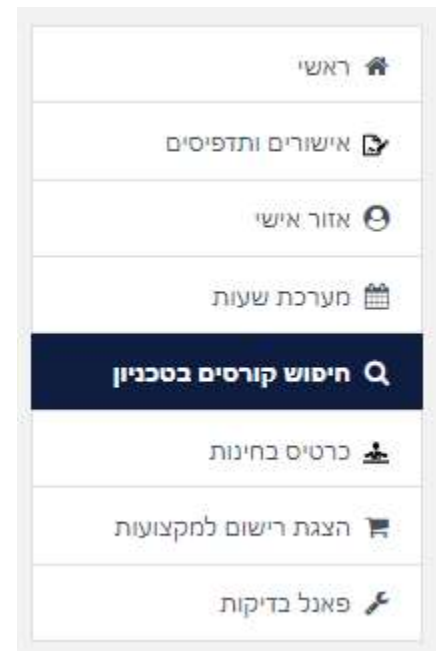 ראשי
אישורים ותדפיסים
אזור אישי
מערכת שעות
חיפוש קורסים בטכניון
כרטיס בחינות
הצגת רישום למקצועות
פאנל בדיקות